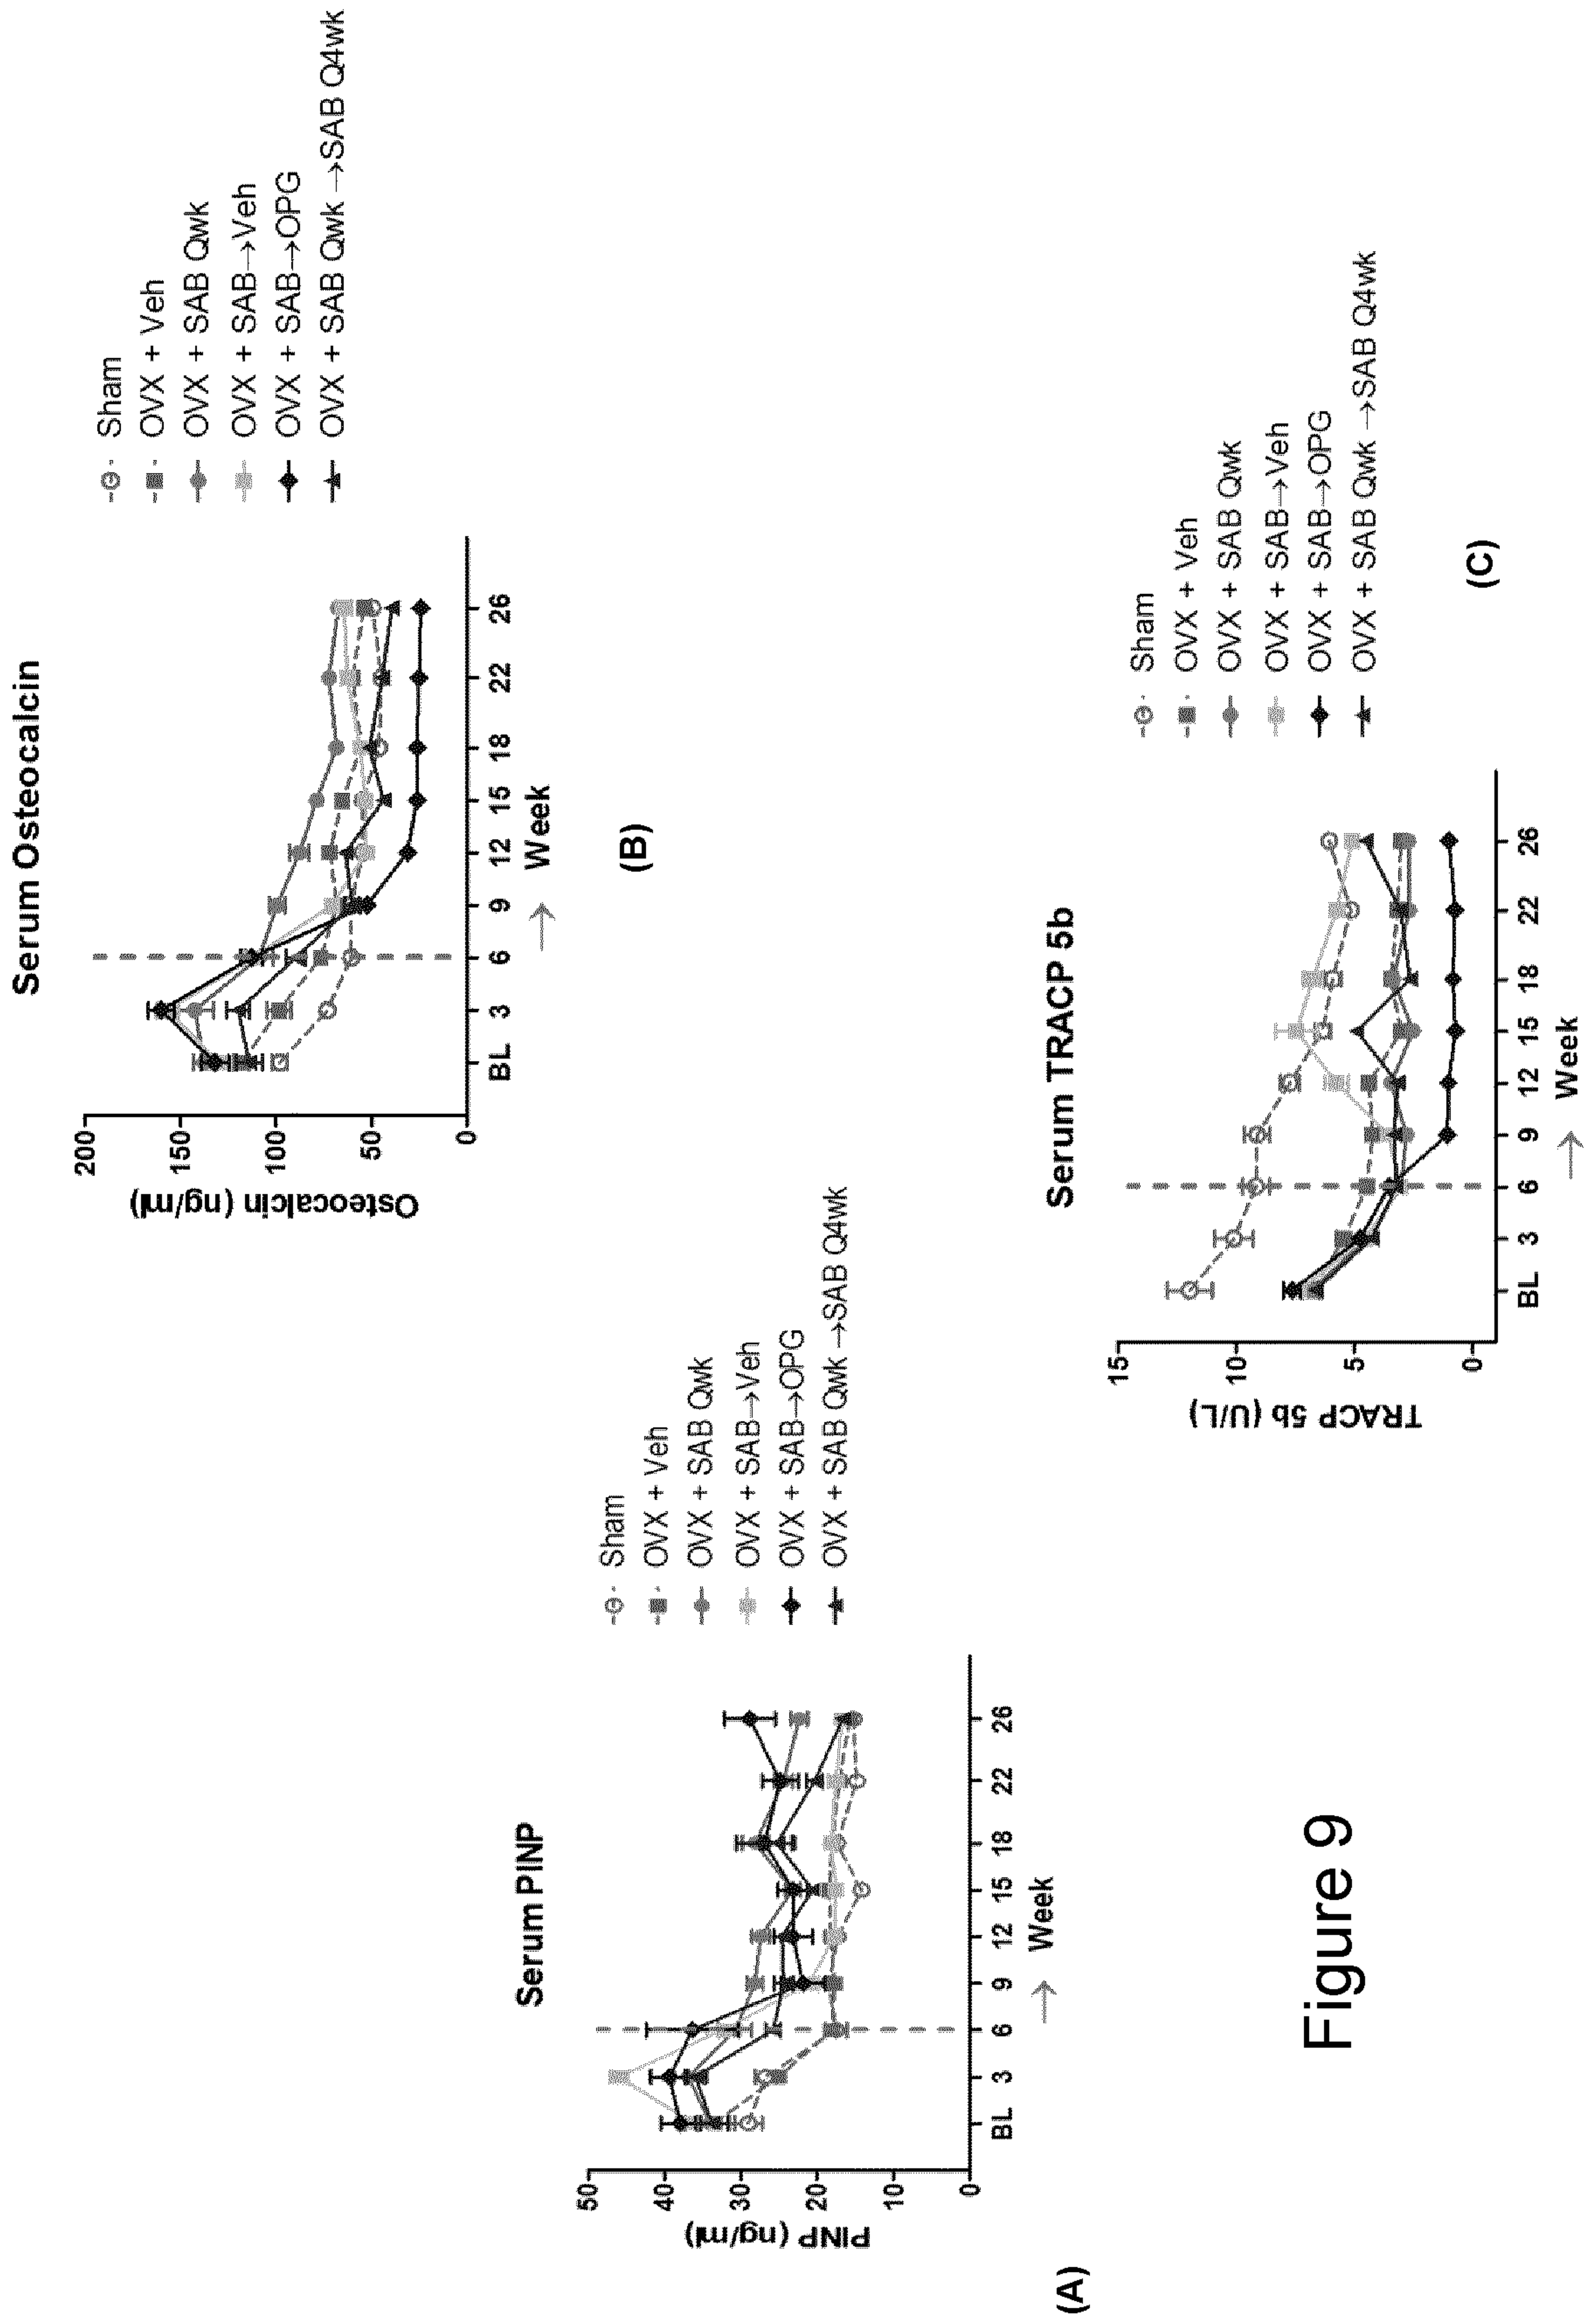 Serum PINP
PINP (ng/ml)
50
40
30
20
10
0
BL 3 6 9 12 15 18 22 26
→ Week
Sham
OVX + Veh
OVX + SAB Qwk
OVX + SAB→Veh
OVX + SAB→OPG
OVX + SAB Qwk →SAB Q4wk
(A)
Serum Osteocalcin
Osteocalcin (ng/ml)
200
150
100
50
0
BL 3 6 9 12 15 18 22 26
→ Week
Sham
OVX + Veh
OVX + SAB Qwk
OVX + SAB→Veh
OVX + SAB→OPG
OVX + SAB Qwk →SAB Q4wk
(B)
Serum TRACP 5b
TRACP 5b (U/L)
15
10
5
0
BL 3 6 9 12 15 18 22 26
→ Week
Sham
OVX + Veh
OVX + SAB Qwk
OVX + SAB→Veh
OVX + SAB→OPG
OVX + SAB Qwk →SAB Q4wk
(C)
Figure 9